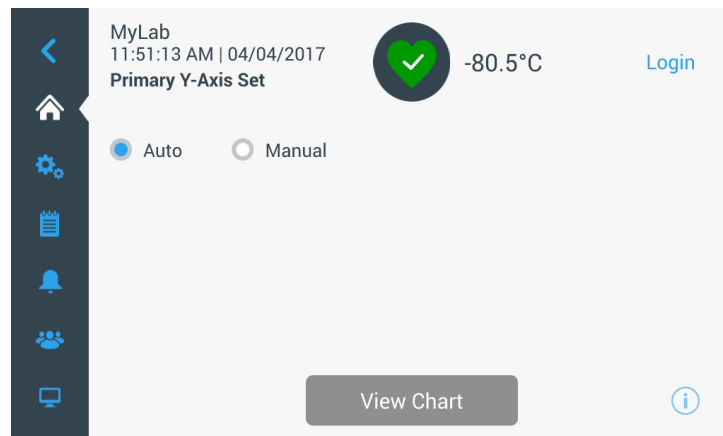 MyLab
11:51:13 AM | 04/04/2017
Primary Y-Axis Set
-80.5°C
Login
Auto
Manual
View Chart
i